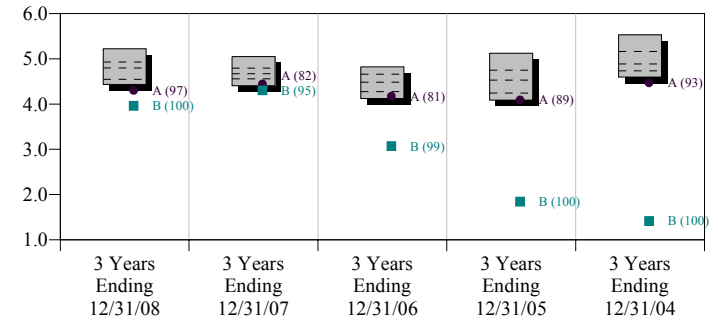 6.0
5.0
4.0
3.0
2.0
1.0
A (97)
B (100)
A (82)
B (95)
A (81)
B (99)
A (89)
B (100)
A (93)
B (100)
3 Years
Ending
12/31/08
3 Years
Ending
12/31/07
3 Years
Ending
12/31/06
3 Years
Ending
12/31/05
3 Years
Ending
12/31/04